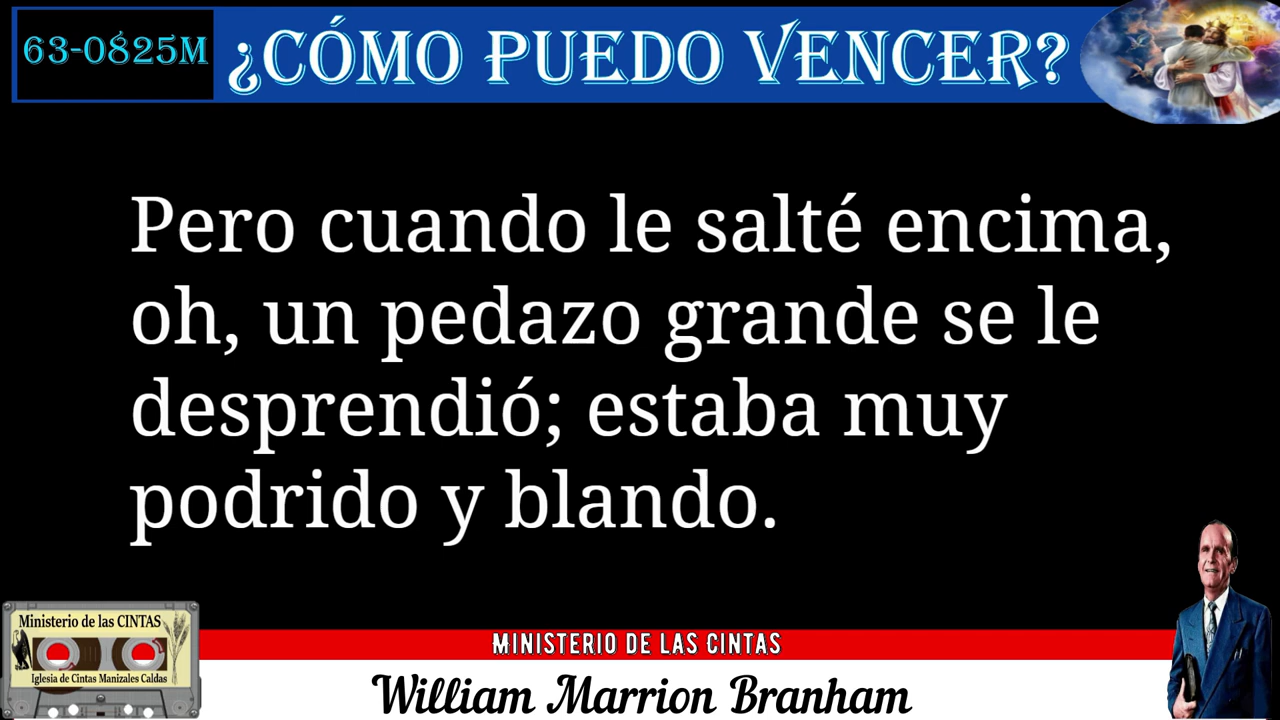 63-0825M
¿CÓMO PUEDO VENCER?
Pero cuando le salté encima,
oh, un pedazo grande se le
desprendió; estaba muy
podrido y blando.
Ministerio de las CINTAS
Iglesia de Cintas Manizales Caldas
MINISTERIO DE LAS CINTAS
William Marrion Branham